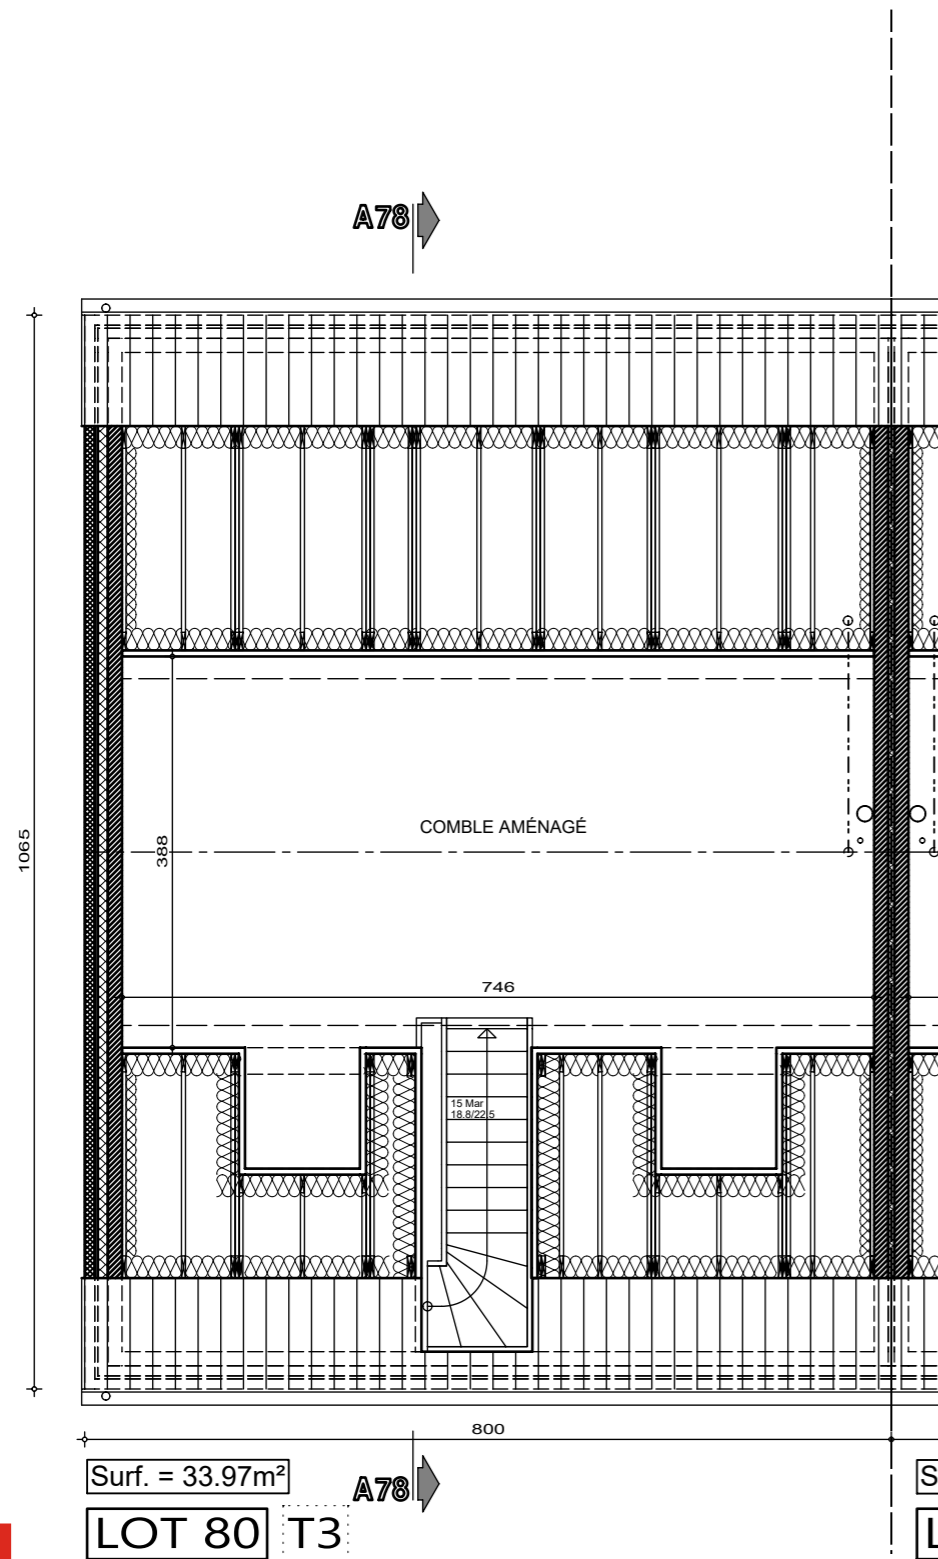 A78
1065
388
COMBLE AMÉNAGÉ
746
15 Mar
18.8/22.5
800
Surf. = 33.97m²
A78
S
LOT 80 T3
L